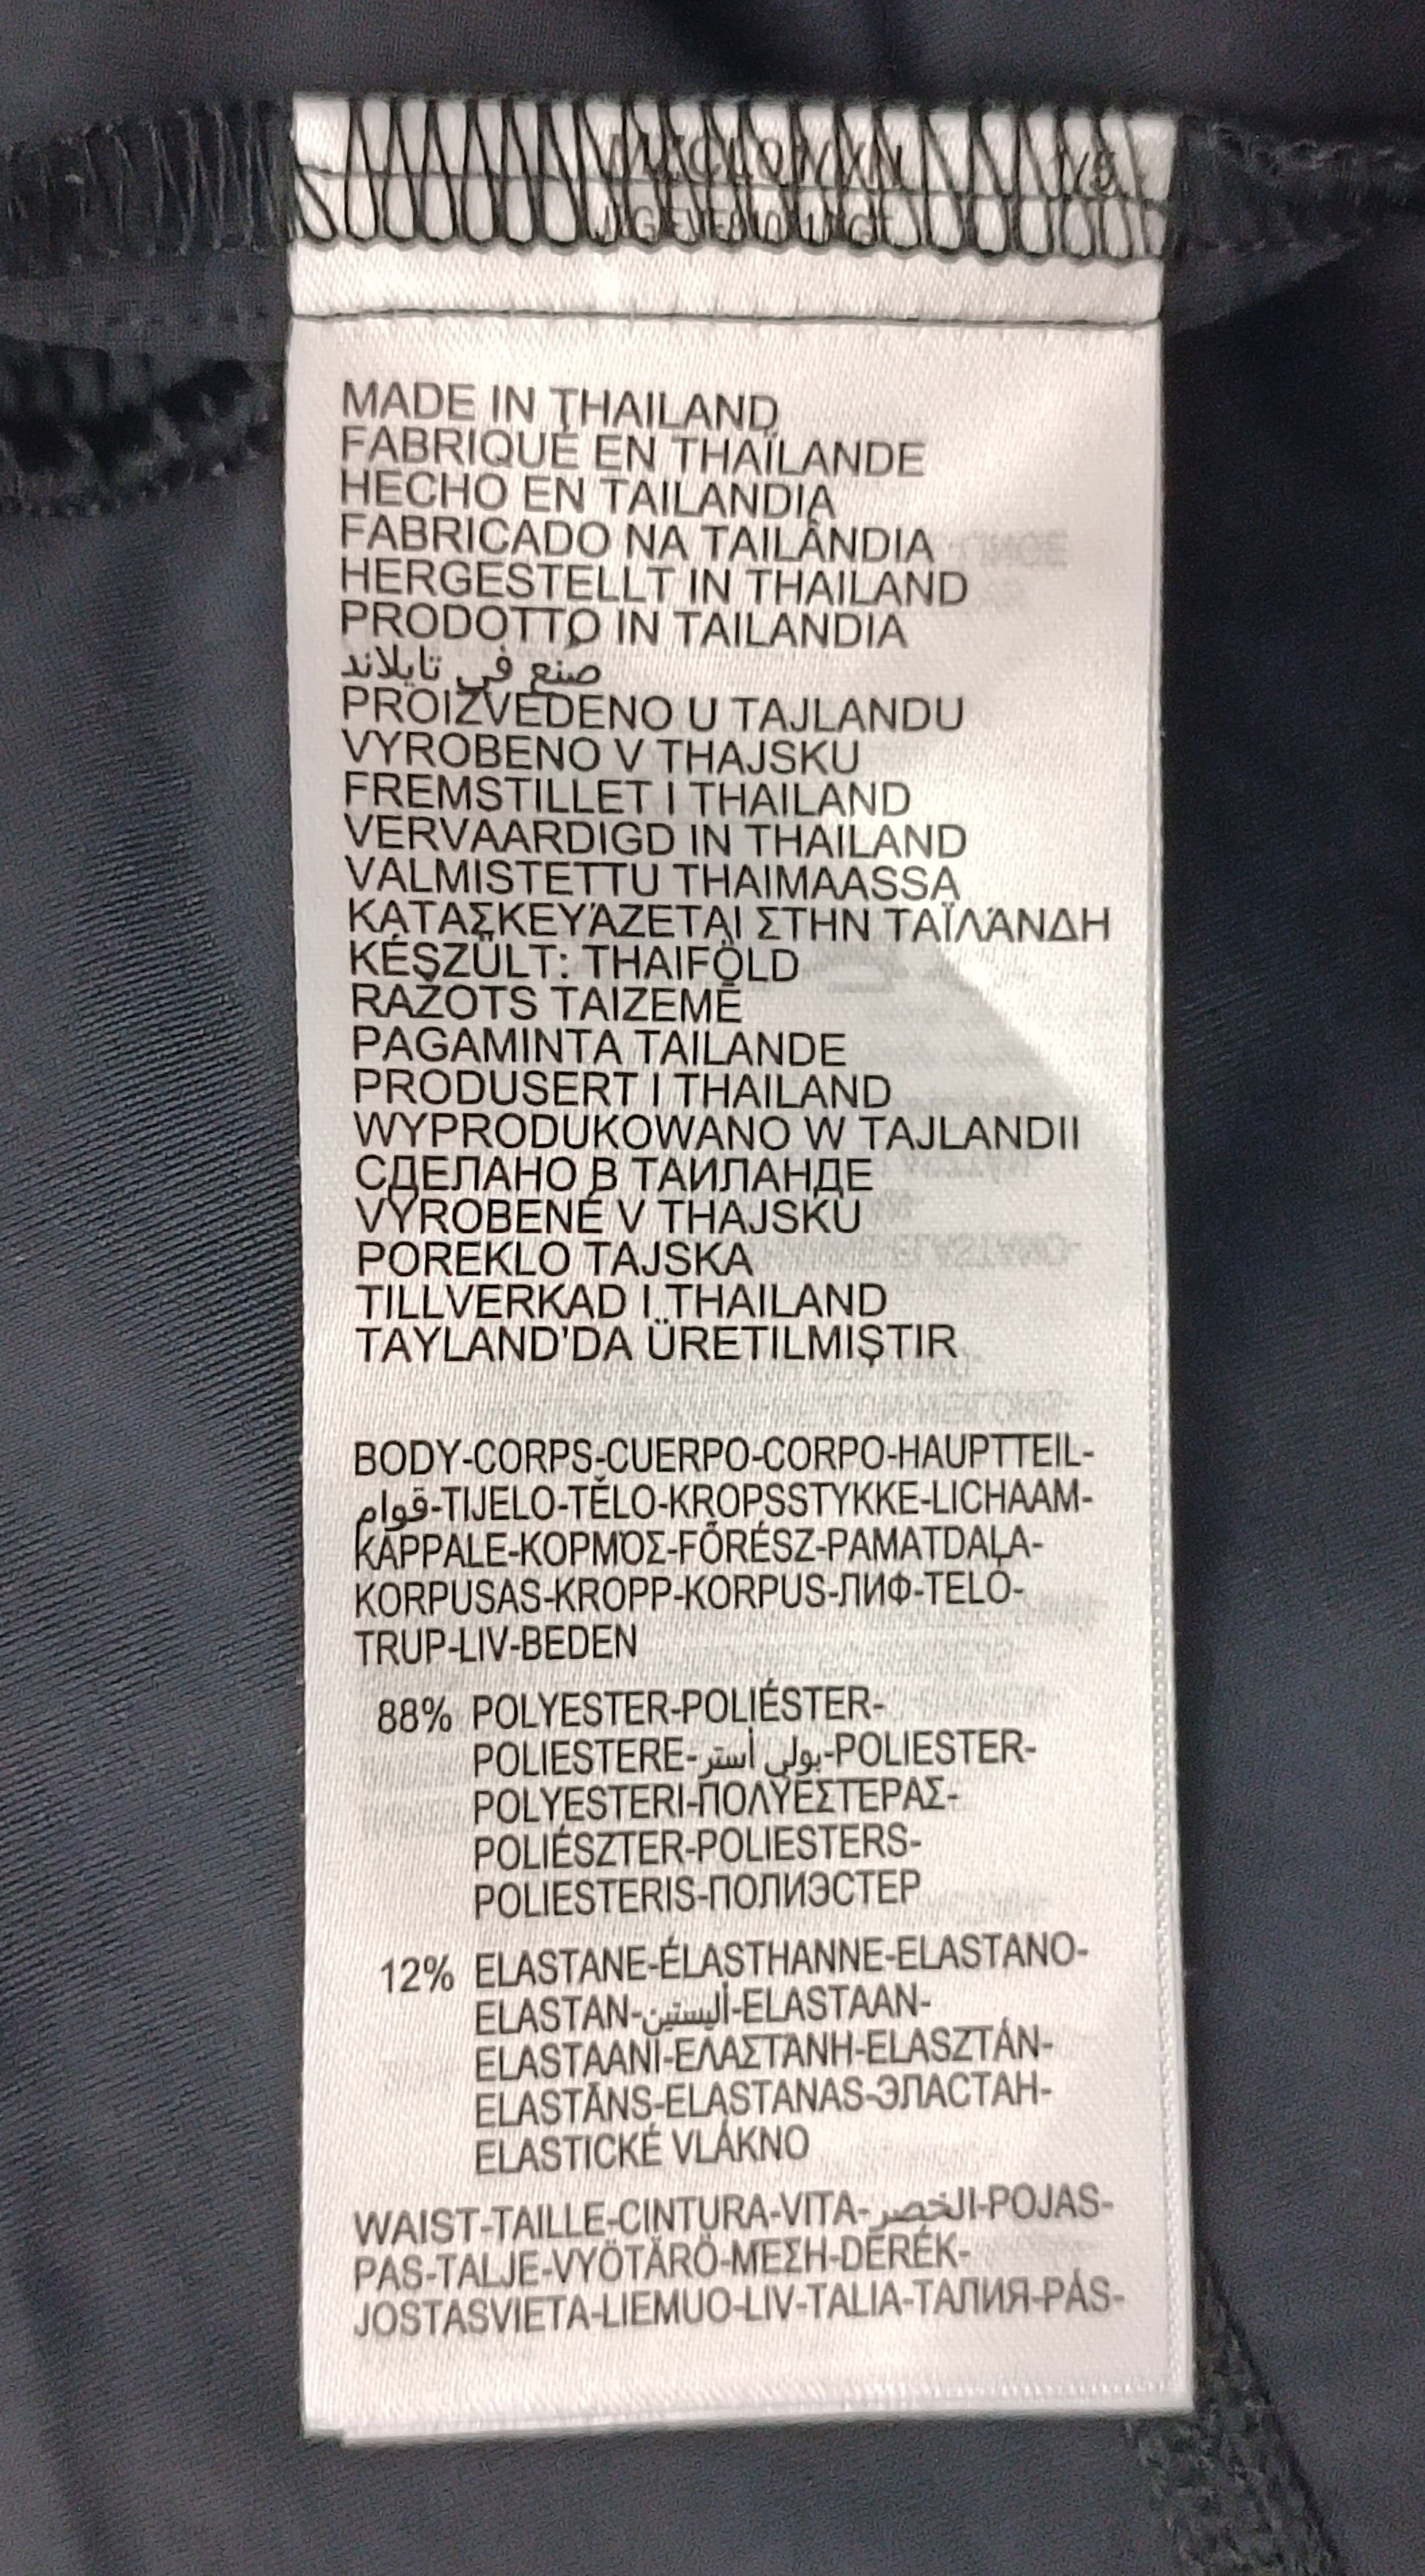 MADE IN THAILAND
FABRIQUÉ EN THAÏLANDE
HECHO EN TAILANDIA
FABRICADO NA TAILÂNDIA
HERGESTELLT IN THAILAND
PRODOTTO IN TAILANDIA
صُنع في تايلاند
PROIZVEDENO U TAJLANDU
VYROBENO V THAJSKU
FREMSTILLET I THAILAND
VERVAARDIGD IN THAILAND
VALMISTETTU THAIMAASSA
ΚΑΤΑΣΚΕΥΆΖΕΤΑΙ ΣΤΗΝ ΤΑΪΛΆΝΔΗ
KÉSZÜLT: THAIFÖLD
RAŽOTS TAIZEMĒ
PAGAMINTA TAILANDE
PRODUSERT I THAILAND
WYPRODUKOWANO W TAJLANDII
СДЕЛАНО В ТАИЛАНДЕ
VYROBENÉ V THAJSKU
POREKLO TAJSKA
TILLVERKAD I THAILAND
TAYLAND'DA ÜRETILMIŞTIR
BODY-CORPS-CUERPO-CORPO-HAUPTTEIL-
قوام-TIJELO-TĚLO-KROPSSTYKKE-LICHAAM-
KAPPALE-ΚΟΡΜΌΣ-FŐRÉSZ-PAMATDAĻA-
KORPUSAS-KROPP-KORPUS-ЛИФ-TELO-
TRUP-LIV-BEDEN
88% POLYESTER-POLIÉSTER-
POLIESTERE-بولي أستر-POLIESTER-
POLYESTERI-ΠΟΛΥΕΣΤΕΡΑΣ-
POLIÉSZTER-POLIESTERS-
POLIESTERIS-ПОЛИЭСТЕР
12% ELASTANE-ÉLASTHANNE-ELASTANO-
ELASTAN-أليستين-ELASTAAN-
ELASTAANI-ΕΛΑΣΤΆΝΗ-ELASZTÁN-
ELASTĀNS-ELASTANAS-ЭЛАСТАН-
ELASTICKÉ VLÁKNO
WAIST-TAILLE-CINTURA-VITA-الخصر-POJAS-
PAS-TALJE-VYÖTÄRÖ-ΜΕΣΗ-DERÉK-
JOSTASVIETA-LIEMUO-LIV-TALIA-ТАЛИЯ-PÁS-